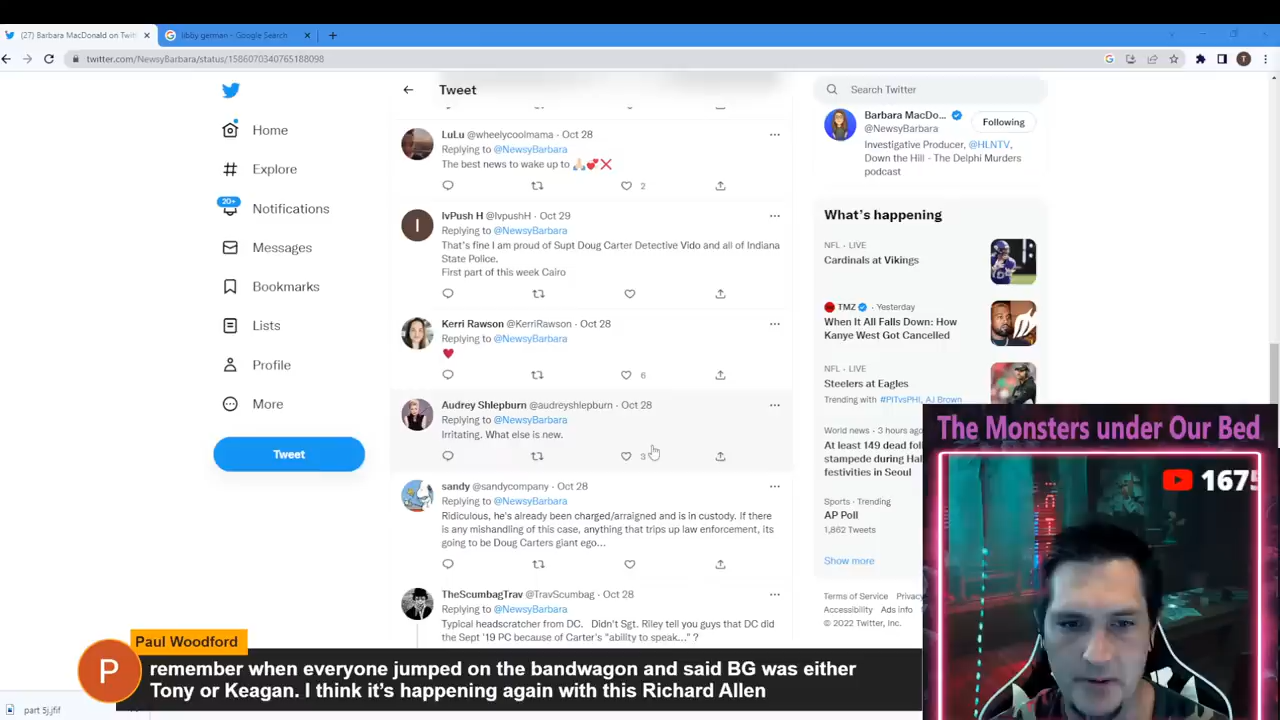 (27) Barbara MacDonald on Twit
libby german - Google Search
twitter.com/NewsyBarbara/status/1586070340765188098
T
Home
Explore
20+
Notifications
Messages
Bookmarks
Lists
Profile
More
Tweet
Tweet
LuLu @wheelycoolmama · Oct 28
Replying to @NewsyBarbara
The best news to wake up to 🙏🏻💕❌
2
I
IvPush H @IvpushH · Oct 29
Replying to @NewsyBarbara
That's fine I am proud of Supt Doug Carter Detective Vido and all of Indiana
State Police.
First part of this week Cairo
Kerri Rawson @KerriRawson · Oct 28
Replying to @NewsyBarbara
♥
6
Audrey Shlepburn @audreyshlepburn · Oct 28
Replying to @NewsyBarbara
Irritating. What else is new.
3
sandy @sandycompany · Oct 28
Replying to @NewsyBarbara
Ridiculous, he's already been charged/arraigned and is in custody. If there
is any mishandling of this case, anything that trips up law enforcement, its
going to be Doug Carters giant ego...
TheScumbagTrav @TravScumbag · Oct 28
Replying to @NewsyBarbara
Typical headscratcher from DC. Didn't Sgt. Riley tell you guys that DC did
the Sept '19 PC because of Carter's "ability to speak..." ?
Search Twitter
Barbara MacDo...
@NewsyBarbara
Following
Investigative Producer, @HLNTV,
Down the Hill - The Delphi Murders
podcast
What's happening
NFL · LIVE
Cardinals at Vikings
TMZ · Yesterday
When It All Falls Down: How
Kanye West Got Cancelled
NFL · LIVE
Steelers at Eagles
Trending with #PITvsPHI, AJ Brown
World news · 3 hours ago
At least 149 dead fol
stampede during Hal
festivities in Seoul
Sports · Trending
AP Poll
1,862 Tweets
Show more
Terms of Service Privacy
Accessibility Ads info
© 2022 Twitter, Inc.
The Monsters under Our Bed
1675
Paul Woodford
P
remember when everyone jumped on the bandwagon and said BG was either
Tony or Keagan. I think it's happening again with this Richard Allen
part 5j.jfif